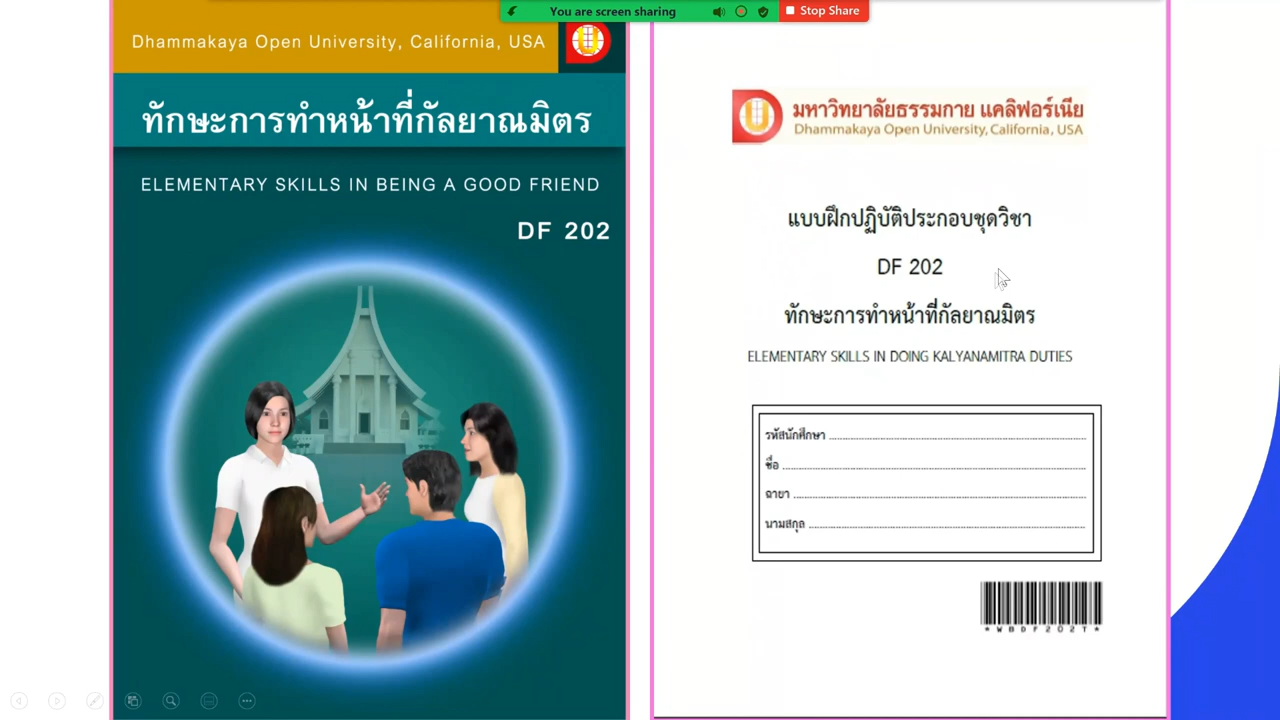 You are screen sharing
Stop Share
Dhammakaya Open University, California, USA
ทักษะการทำหน้าที่กัลยาณมิตร
ELEMENTARY SKILLS IN BEING A GOOD FRIEND
DF 202
มหาวิทยาลัยธรรมกาย แคลิฟอร์เนีย
Dhammakaya Open University, California, USA
แบบฝึกปฏิบัติประกอบชุดวิชา
DF 202
ทักษะการทำหน้าที่กัลยาณมิตร
ELEMENTARY SKILLS IN DOING KALYANAMITRA DUTIES
รหัสนักศึกษา
ชื่อ
ฉายา
นามสกุล
*WBDF202T*